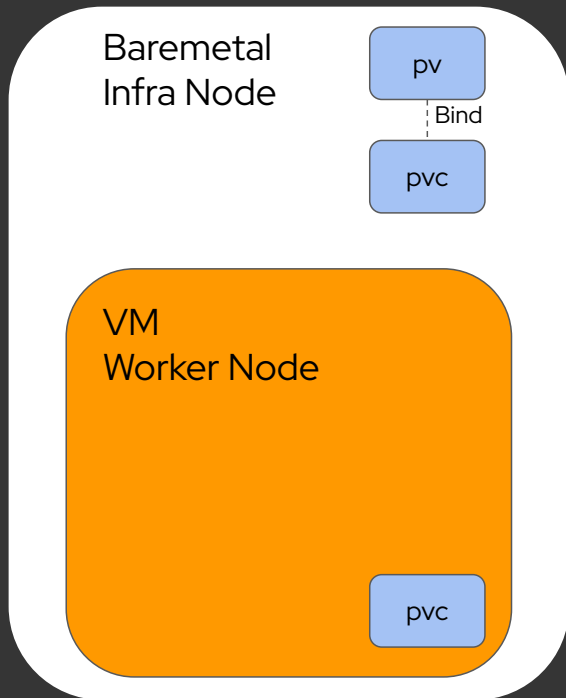 Baremetal
Infra Node
pv
Bind
pvc
VM
Worker Node
pvc